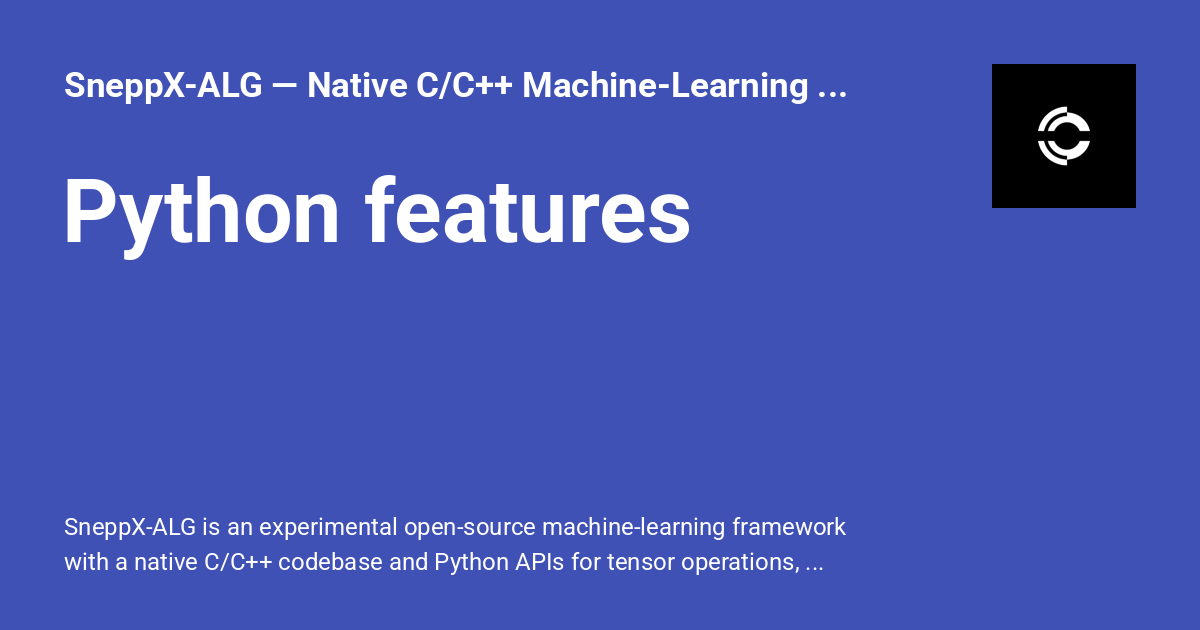 SneppX-ALG — Native C/C++ Machine-Learning ...
Python features
SneppX-ALG is an experimental open-source machine-learning framework
with a native C/C++ codebase and Python APIs for tensor operations, ...